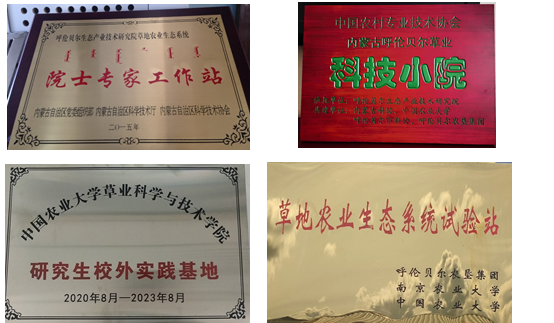 呼伦贝尔生态产业技术研究院草地农业生态系统
院士专家工作站
内蒙古自治区党委组织部 内蒙古自治区科学技术厅 内蒙古自治区科学技术协会
二〇一五年
中国农村专业技术协会
内蒙古呼伦贝尔草业
科技小院
中国农业大学草业科学与技术学院
研究生校外实践基地
2020年8月—2023年8月
草地农业生态系统试验站
呼伦贝尔农垦集团
南京农业大学
中国农业大学